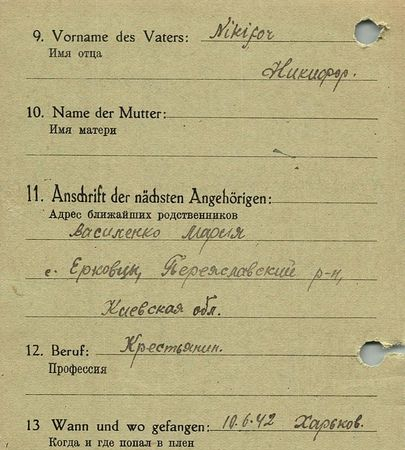 9. Vorname des Vaters: Nikifor
Имя отца
Никифор.
10. Name der Mutter:
Имя матери
11. Anschrift der nächsten Angehörigen:
Адрес ближайших родственников
Василенко Мария
с. Ерковцы, Переяславский р-н,
Киевская обл.
12. Beruf: Крестьянин.
Профессия
13 Wann und wo gefangen: 10.6.42 Харьков.
Когда и где попал в плен